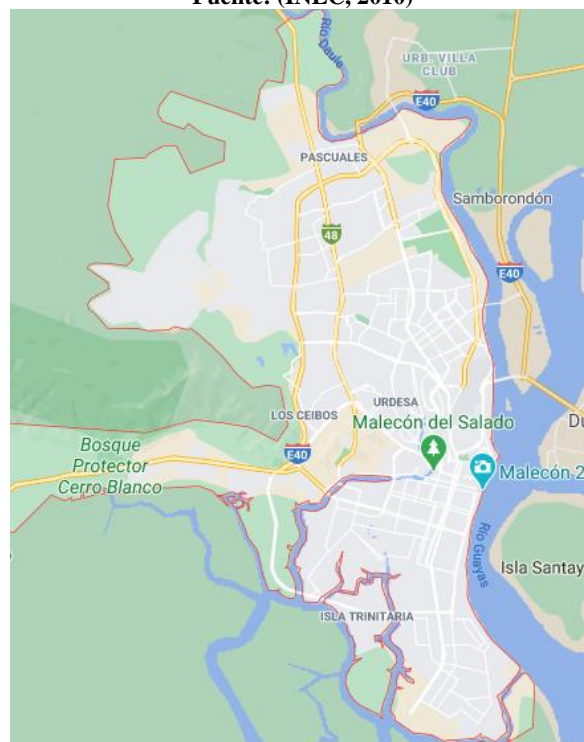 Fuente: (INEC, 2010)
Río Daule
URB. VILLA
CLUB
E40
PASCUALES
Samborondón
48
E40
URDESA
LOS CEIBOS
Malecón del Salado
Du
E40
Bosque
Protector
Cerro Blanco
Malecón 2
Río Guayas
Isla Santay
ISLA TRINITARIA